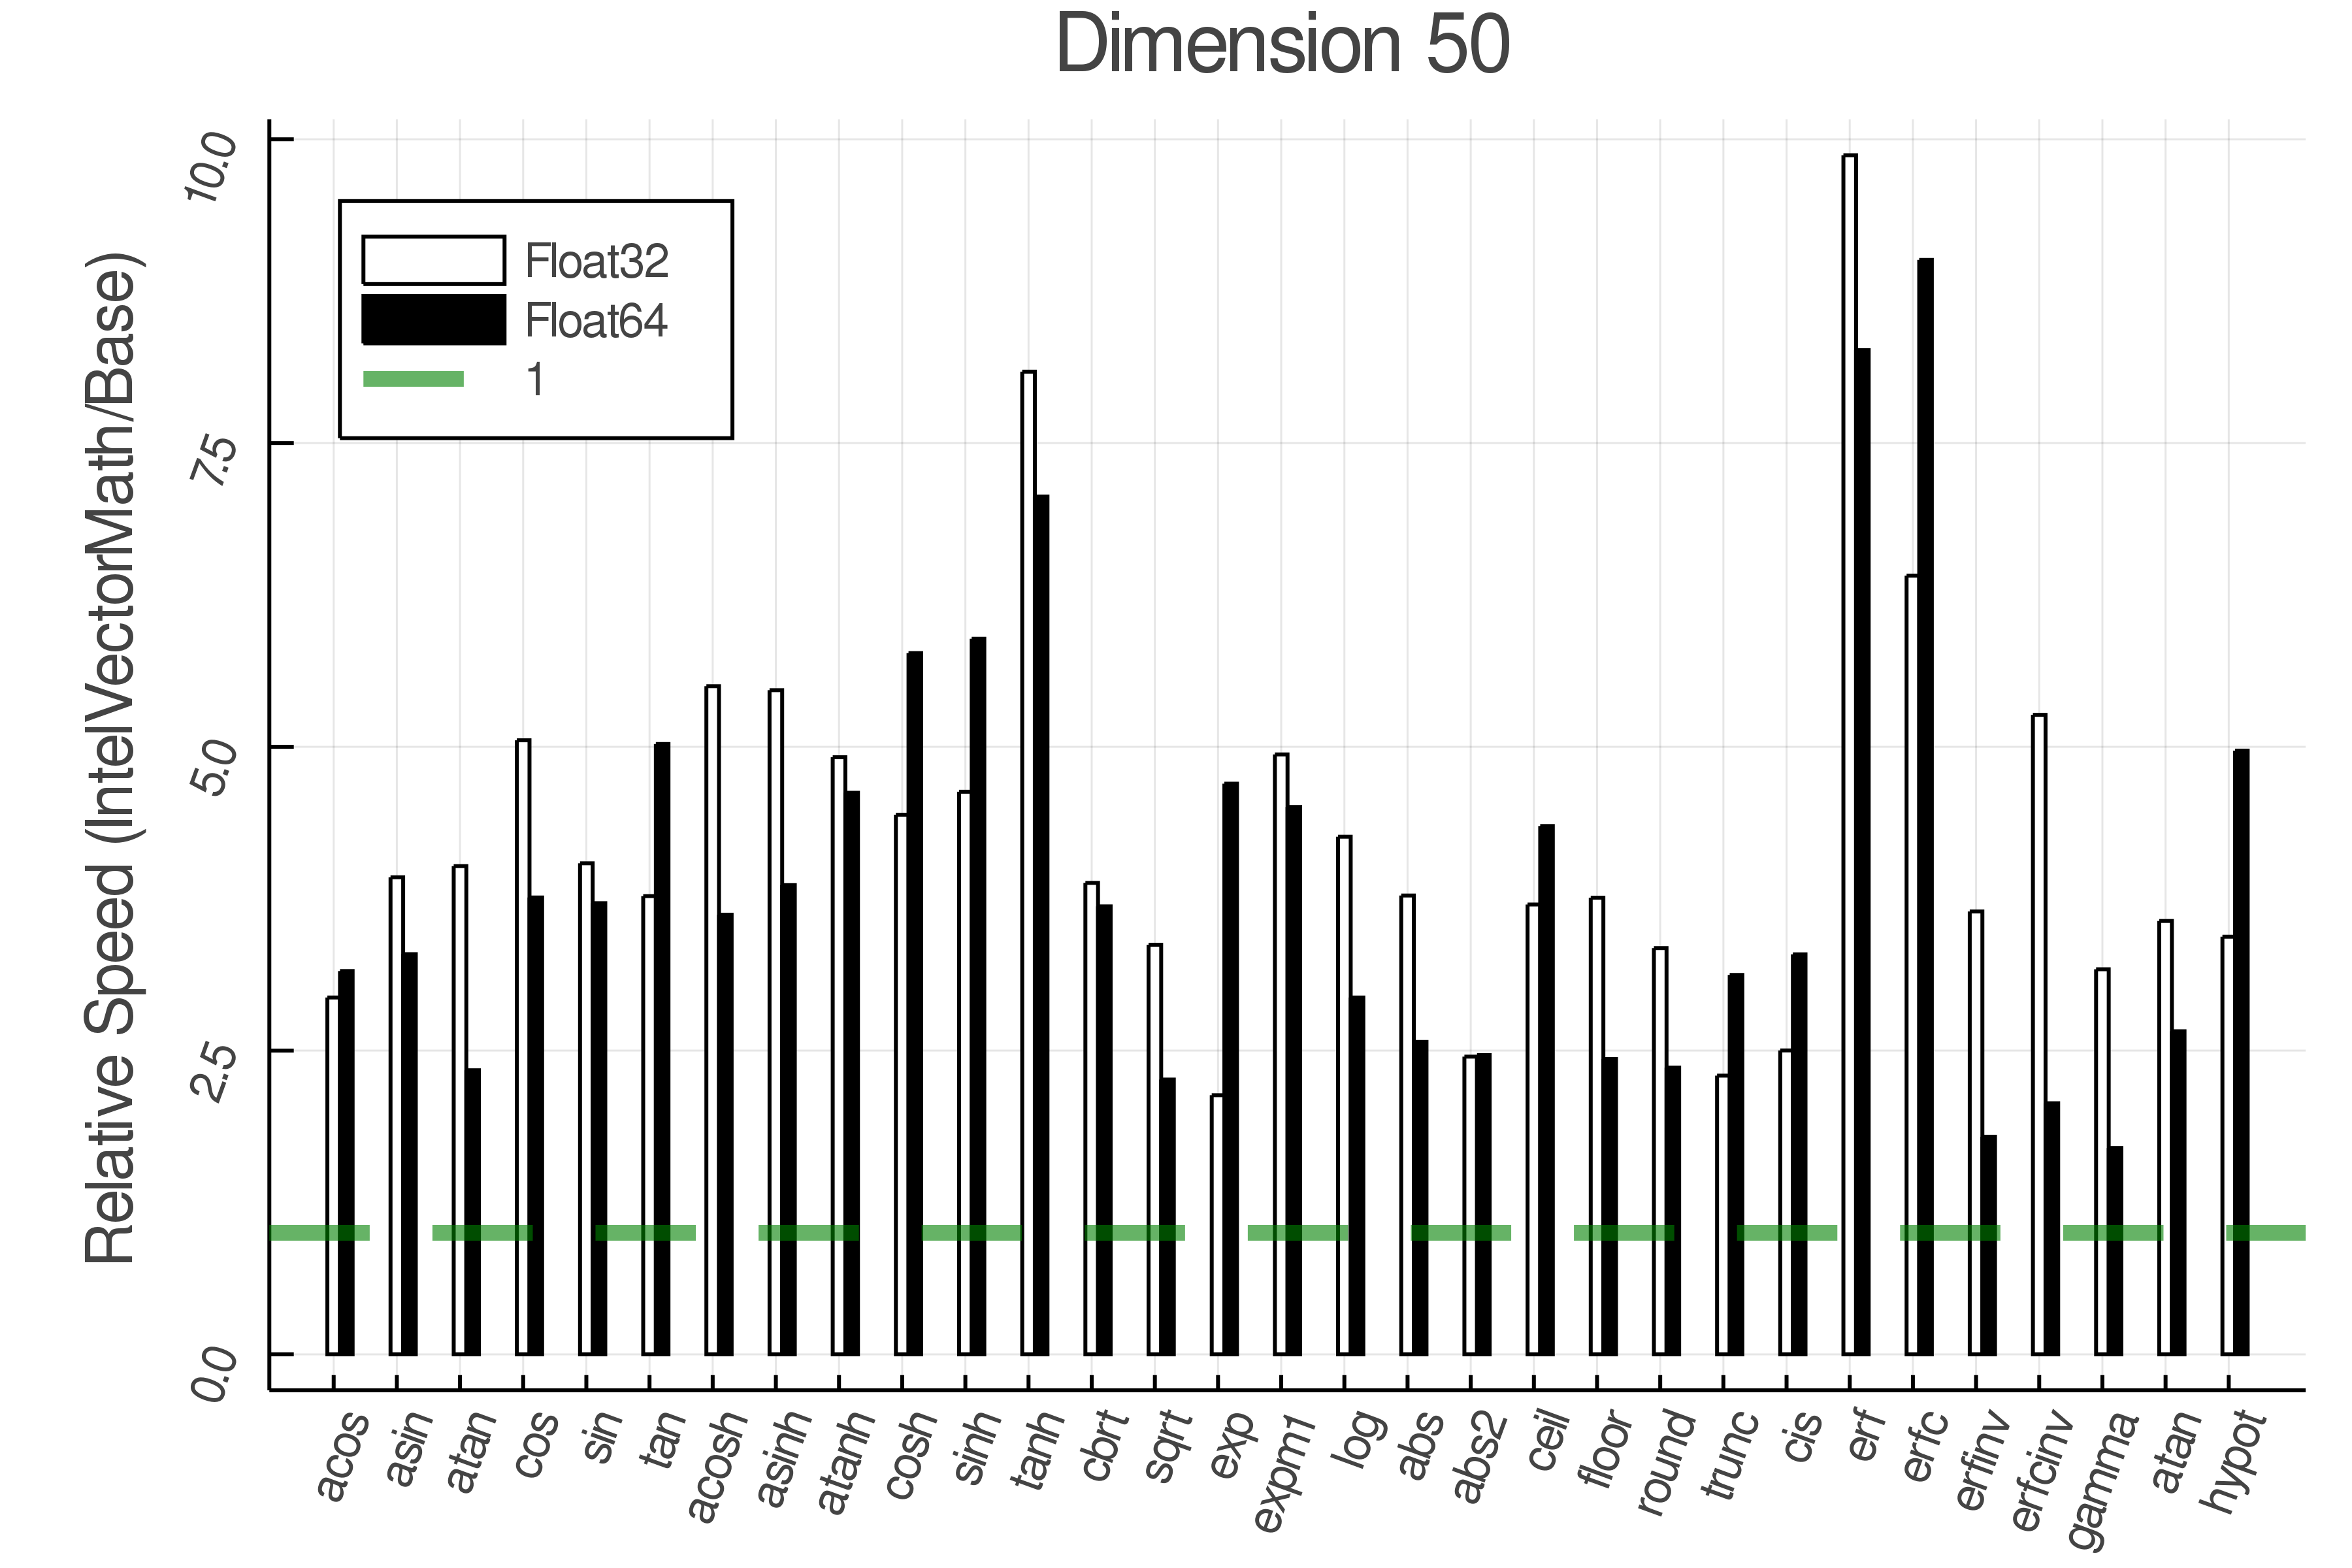 Dimension 50
Relative Speed (IntelVectorMath/Base)
10.0
7.5
5.0
2.5
0.0
Float32
Float64
1
acos
asin
atan
cos
sin
tan
acosh
asinh
atanh
cosh
sinh
tanh
cbrt
sqrt
exp
expm1
log
abs
abs2
ceil
floor
round
trunc
cis
erf
erfc
erfinv
erfcinv
gamma
atan
hypot